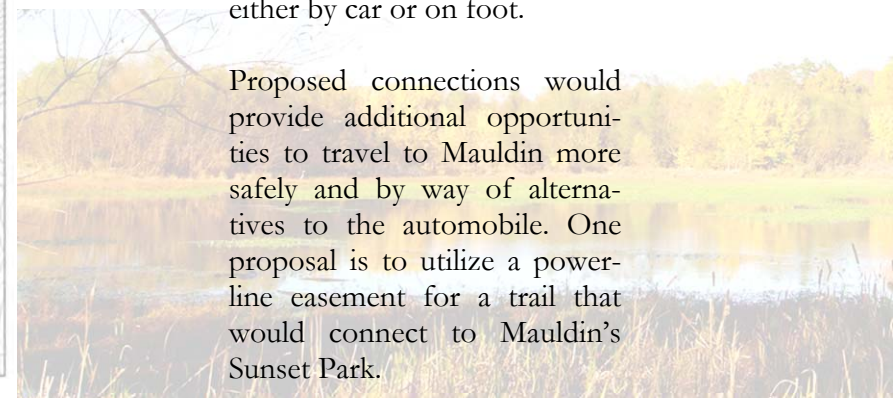 either by car or on foot.
Proposed connections would
provide additional opportuni-
ties to travel to Mauldin more
safely and by way of alterna-
tives to the automobile. One
proposal is to utilize a power-
line easement for a trail that
would connect to Mauldin’s
Sunset Park.